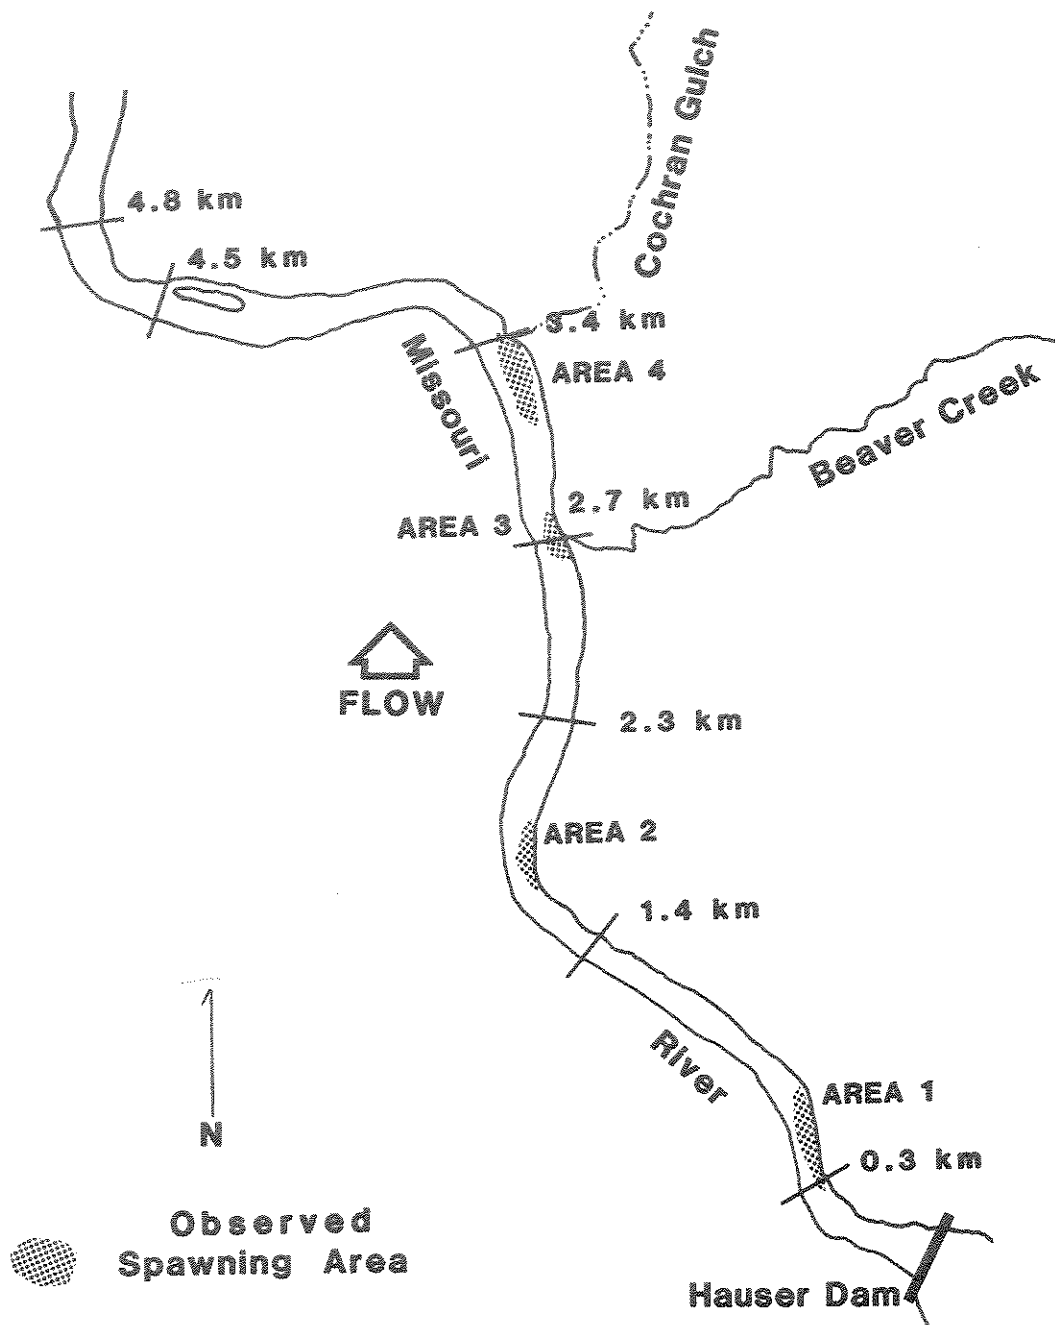 Cochran Gulch
4.8 km
4.5 km
3.4 km
Missouri
AREA 4
Beaver Creek
2.7 km
AREA 3
FLOW
2.3 km
AREA 2
1.4 km
River
AREA 1
N
0.3 km
Observed
Spawning Area
Hauser Dam